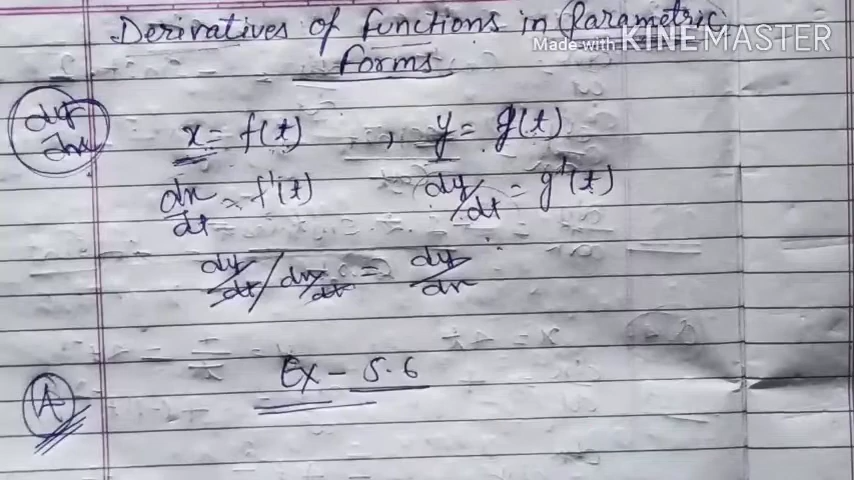 Derivatives of functions in Parametric
Made with KINEMASTER
forms
dy/dx
x = f(t) , y = g(t)
dx/dt = f'(t) dy/dt = g'(t)
dy/dt / dx/dt = dy/dx
Ex - 5.6
A